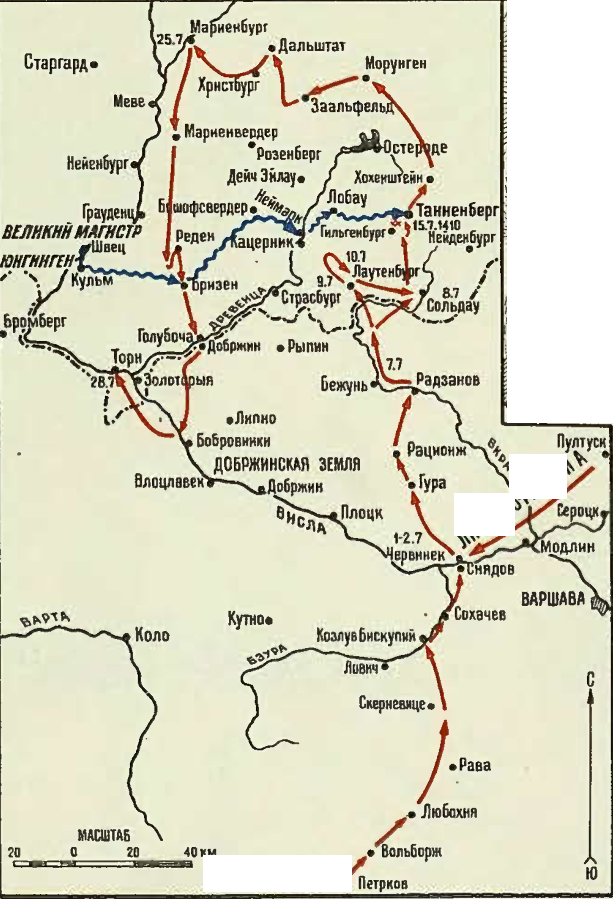 Мариенбург
25.7
Дальштат
Старгард
Христбург
Морунген
Заальфельд
Меве
Мариенвердер
Розенберг
Остероде
Нейенбург
Дейч Эйлау
Хохенштейн
Грауденц
Бишофсвердер
Неймарк
Лобау
Танненберг
15.7.1410
ВЕЛИКИЙ МАГИСТР
ЮНГИНГЕН
Швец
Реден
Кацерник
Гильгенбург
Нейденбург
Кульм
Бризен
10.7
Лаутенбург
9.7
8.7
Сольдау
Страсбург
ДРЕВЕНЦА
Бромберг
Голубоча
Добржин
Рыпин
Торн
28.7
Золоторыя
7.7
Бежунь
Радзанов
Липно
Бобровники
ДОБРЖИНСКАЯ ЗЕМЛЯ
Рационж
ВКРА
Пултуск
Влоцлавек
Добржин
Гура
Плоцк
ВИСЛА
Сероцк
1-2.7
Червинек
Модлин
Снядов
ВАРШАВА
Сохачев
ВАРТА
Коло
Кутно
Козлув Бискупий
БЗУРА
Ливич
С
Скерневице
Рава
Любохня
МАСШТАБ
20 0 20 40 км
Вольборж
Петрков
Ю